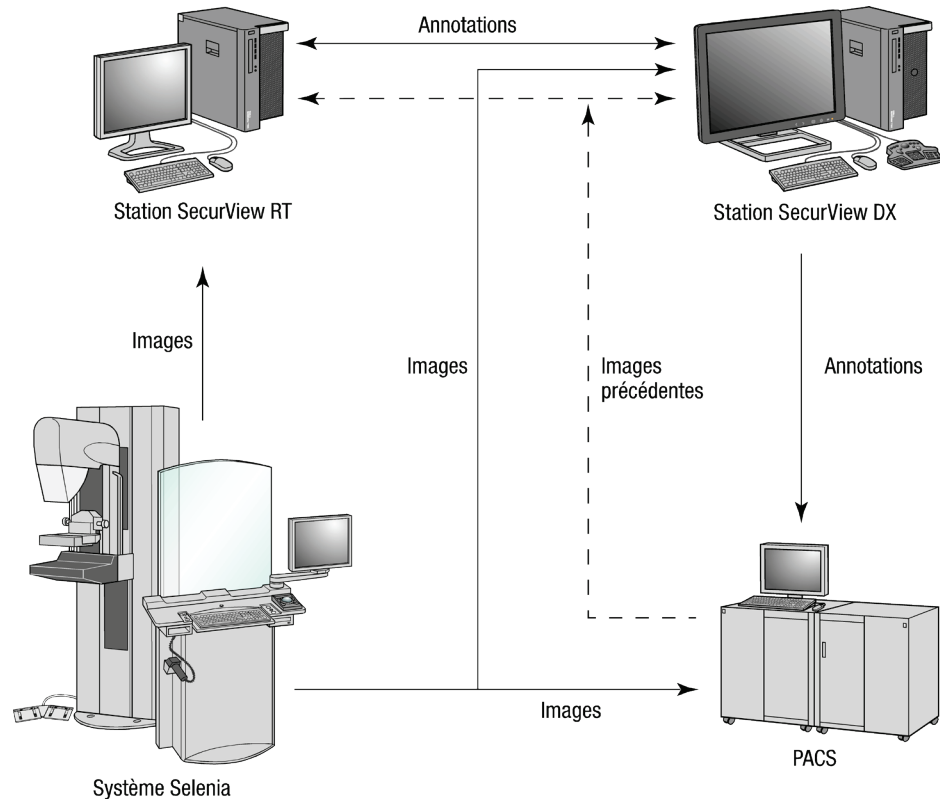 Annotations
Station SecurView RT
Station SecurView DX
Images
Images
Images
précédentes
Annotations
Images
PACS
Système Selenia